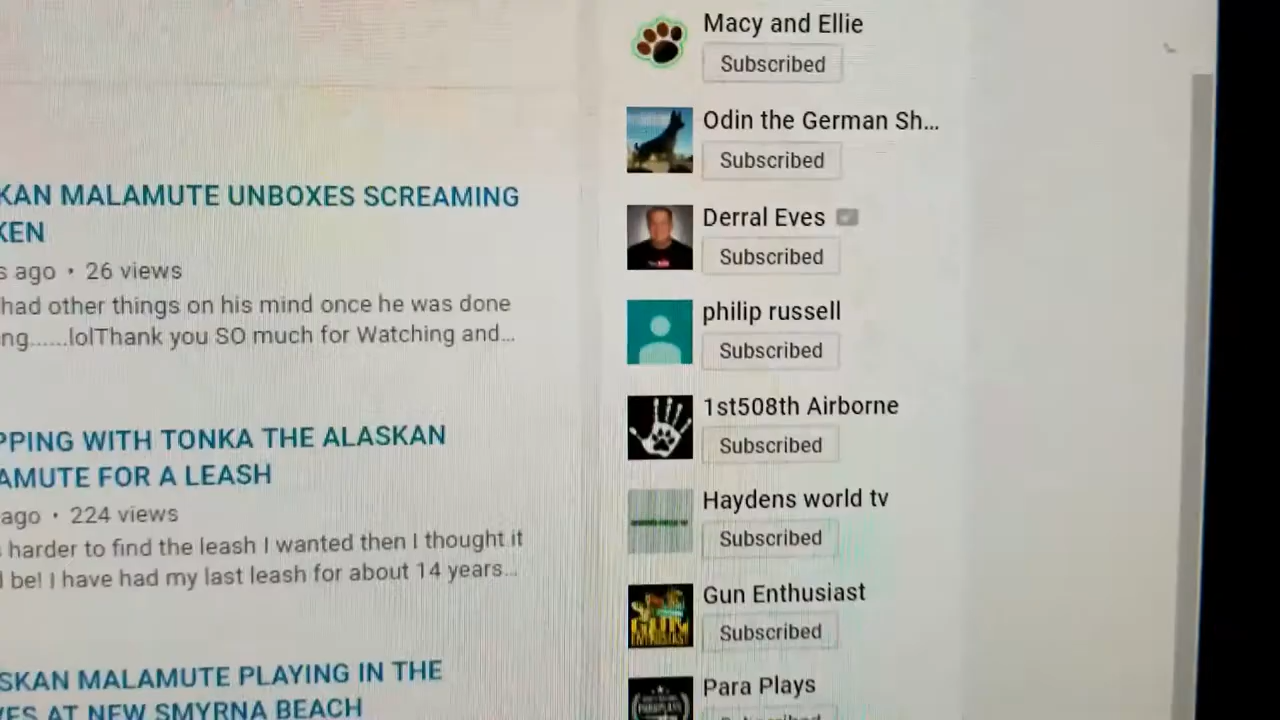 KAN MALAMUTE UNBOXES SCREAMING
KEN
s ago • 26 views
had other things on his mind once he was done
ng......lolThank you SO much for Watching and...
PPING WITH TONKA THE ALASKAN
AMUTE FOR A LEASH
ago • 224 views
harder to find the leash I wanted then I thought it
l be! I have had my last leash for about 14 years...
SKAN MALAMUTE PLAYING IN THE
VES AT NEW SMYRNA BEACH
Macy and Ellie
Subscribed
Odin the German Sh...
Subscribed
Derral Eves
Subscribed
philip russell
Subscribed
1st508th Airborne
Subscribed
Haydens world tv
Subscribed
Gun Enthusiast
Subscribed
Para Plays
Subscribed